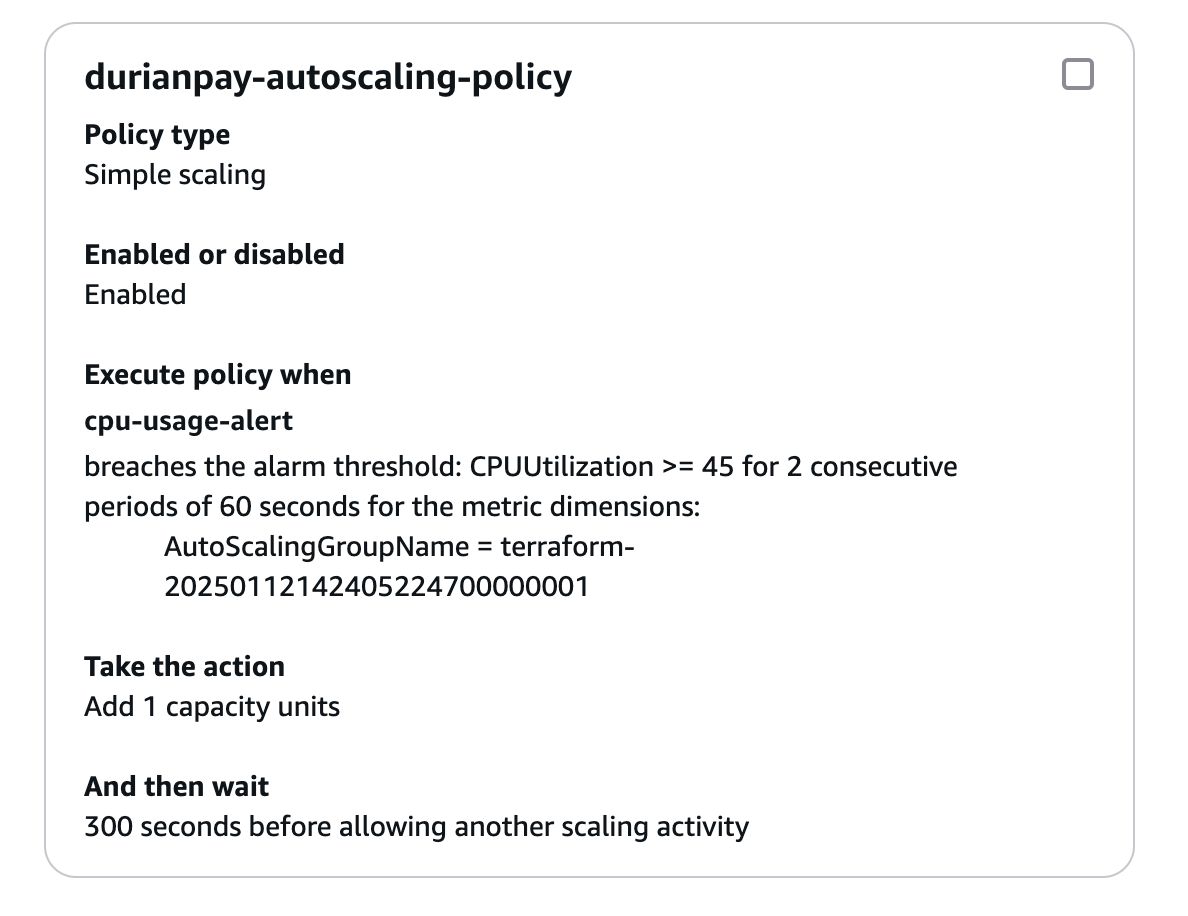 durianpay-autoscaling-policy
Policy type
Simple scaling
Enabled or disabled
Enabled
Execute policy when
cpu-usage-alert
breaches the alarm threshold: CPUUtilization >= 45 for 2 consecutive
periods of 60 seconds for the metric dimensions:
AutoScalingGroupName = terraform-
20250112142405224700000001
Take the action
Add 1 capacity units
And then wait
300 seconds before allowing another scaling activity